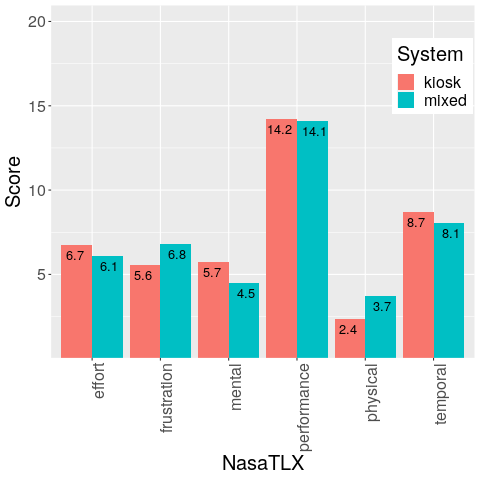 System
kiosk
mixed
Score
20
15
10
5
6.7
6.1
5.6
6.8
5.7
4.5
14.2
14.1
2.4
3.7
8.7
8.1
effort
frustration
mental
performance
physical
temporal
NasaTLX